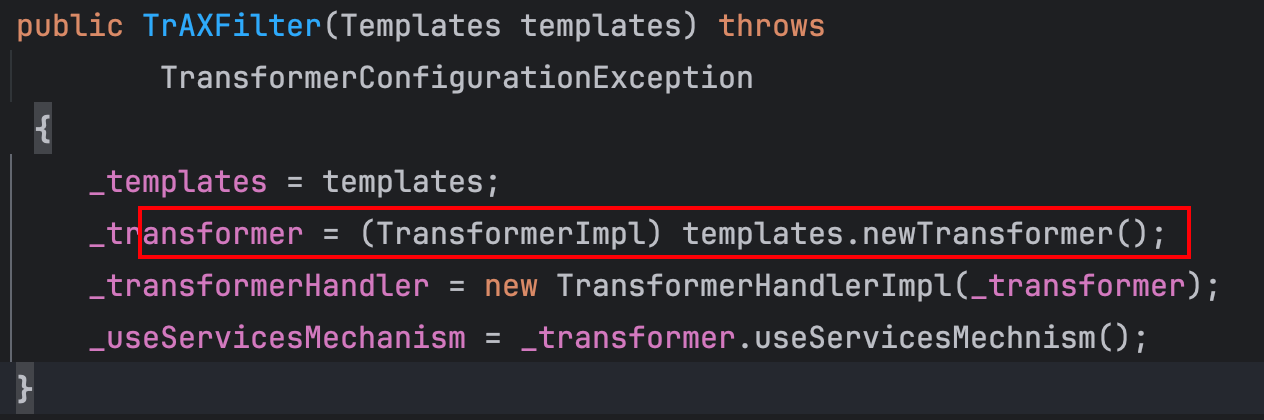 public TrAXFilter(Templates templates) throws
TransformerConfigurationException
{
_templates = templates;
_transformer = (TransformerImpl) templates.newTransformer();
_transformerHandler = new TransformerHandlerImpl(_transformer);
_useServicesMechanism = _transformer.useServicesMechnism();
}